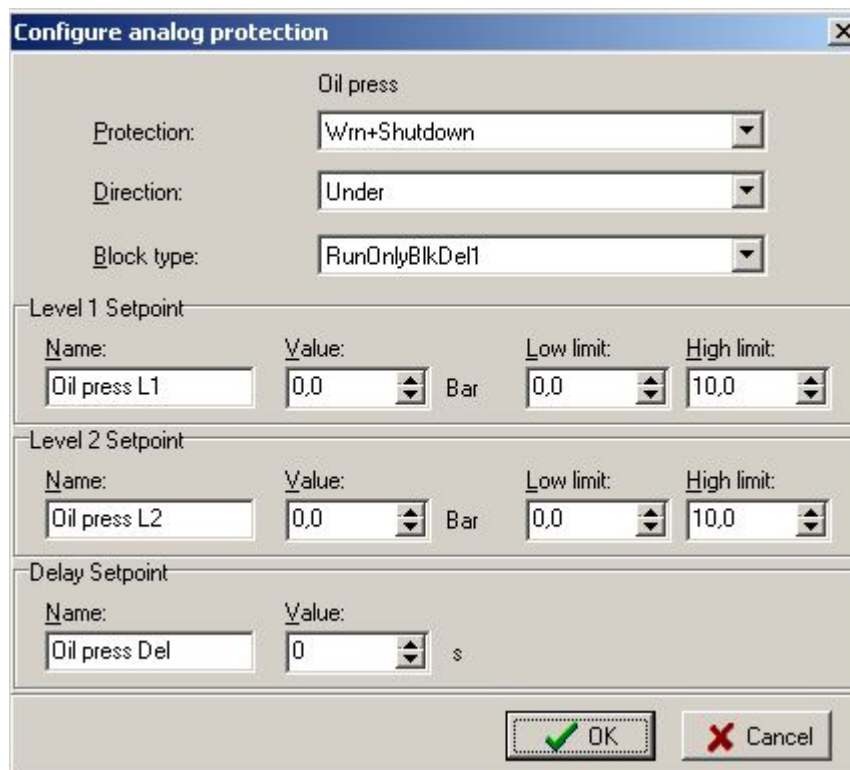 Configure analog protection
Oil press
Protection: Wrn+Shutdown
Direction: Under
Block type: RunOnlyBlkDel1
Level 1 Setpoint
Name: Value: Low limit: High limit:
Oil press L1 0,0 Bar 0,0 10,0
Level 2 Setpoint
Name: Value: Low limit: High limit:
Oil press L2 0,0 Bar 0,0 10,0
Delay Setpoint
Name: Value:
Oil press Del 0 s
OK Cancel